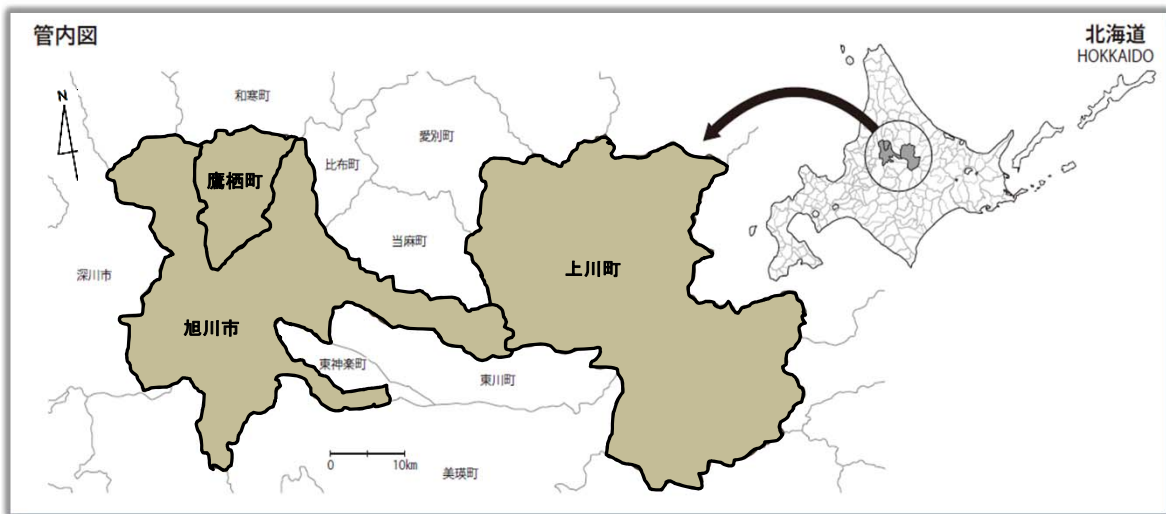 管内図
北海道
HOKKAIDO
N
和寒町
愛別町
比布町
鷹栖町
当麻町
上川町
深川市
旭川市
東神楽町
東川町
0 10km
美瑛町